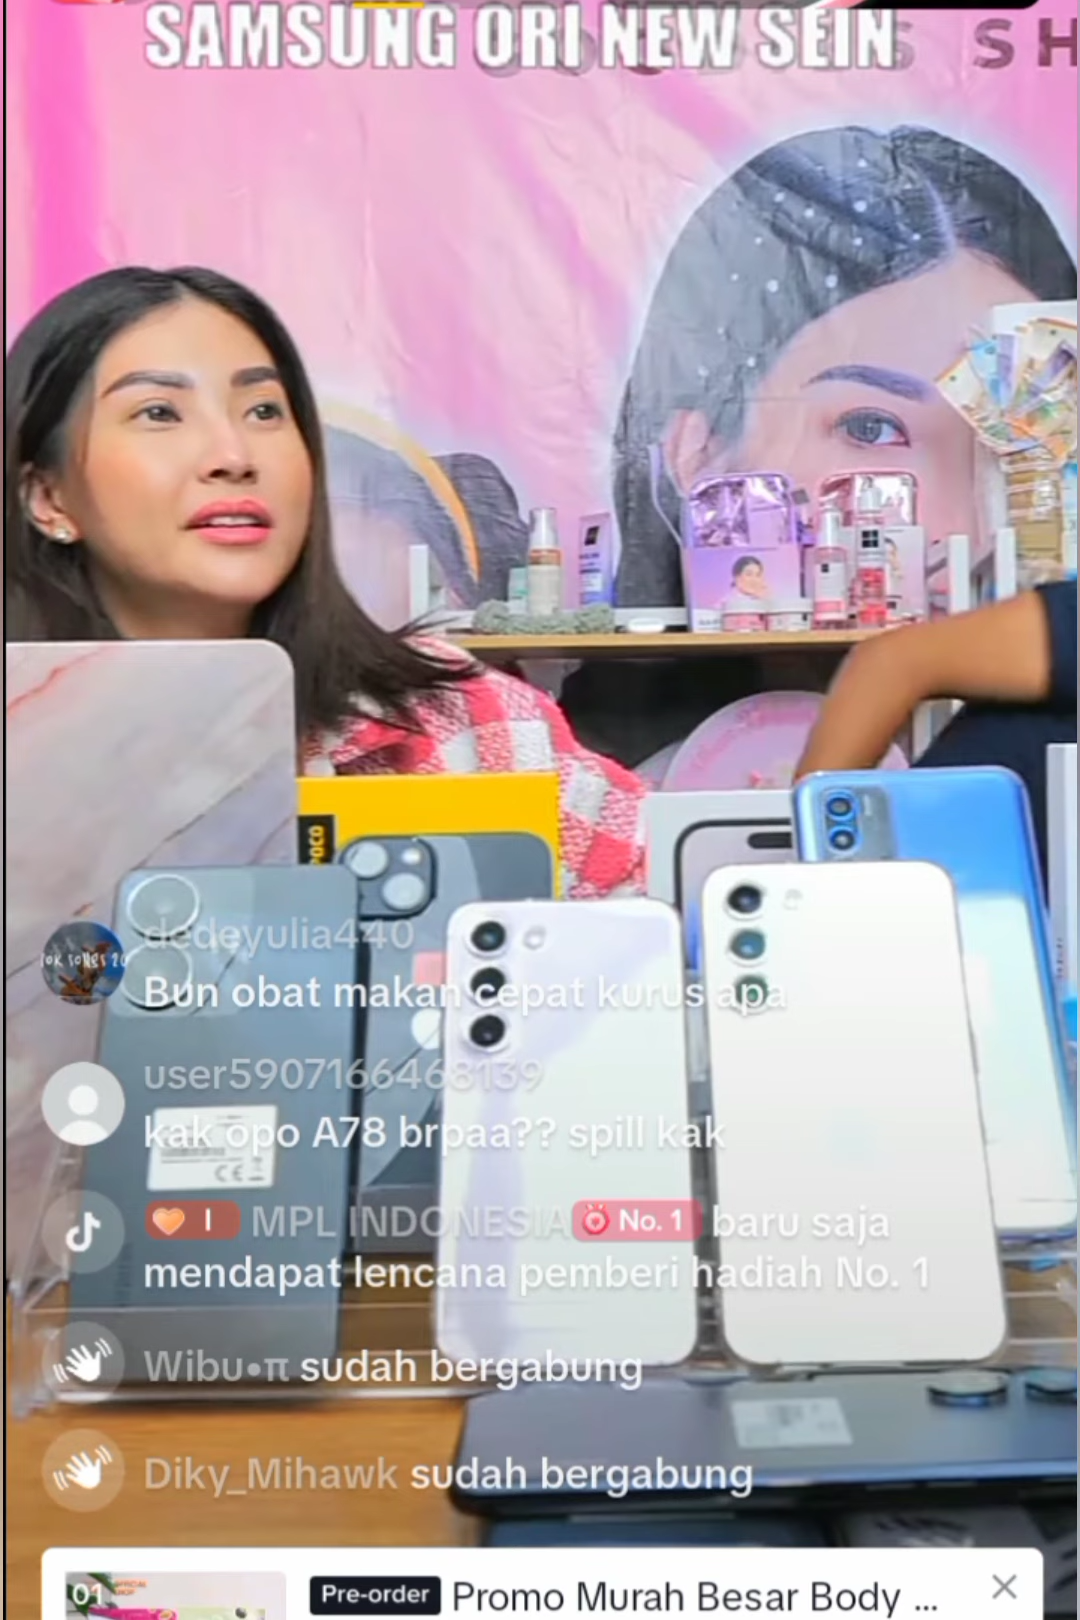 SAMSUNG ORI NEW SEIN
S H
POCO
dedeyulia440
Bun obat makan cepat kurus apa
user5907166468139
kak opo A78 brpaa?? spill kak
I MPL INDONESIA No. 1 baru saja
mendapat lencana pemberi hadiah No. 1
Wibu•π sudah bergabung
Diky_Mihawk sudah bergabung
01
Pre-order Promo Murah Besar Body ...